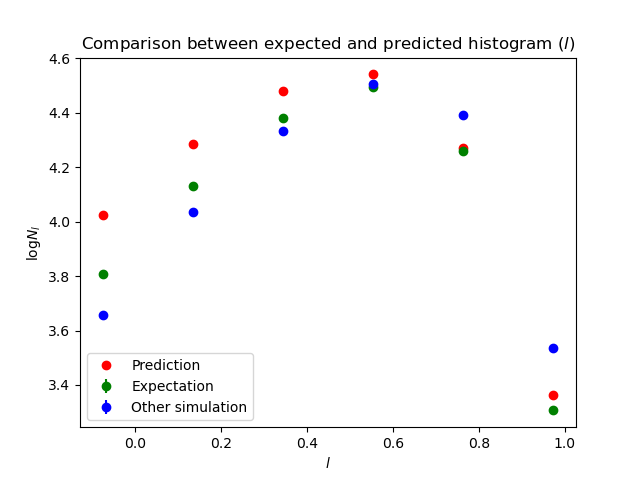 Comparison between expected and predicted histogram (l)
4.6
4.4
4.2
4.0
3.8
3.6
3.4
logN_l
Prediction
Expectation
Other simulation
0.0 0.2 0.4 0.6 0.8 1.0
l